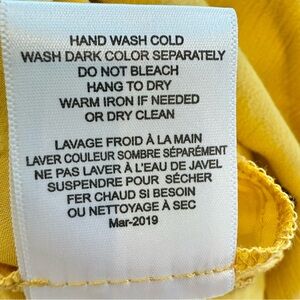 HAND WASH COLD
WASH DARK COLOR SEPARATELY
DO NOT BLEACH
HANG TO DRY
WARM IRON IF NEEDED
OR DRY CLEAN
LAVAGE FROID À LA MAIN
LAVER COULEUR SOMBRE SÉPARÉMENT
NE PAS LAVER À L'EAU DE JAVEL
SUSPENDRE POUR SÉCHER
FER CHAUD SI BESOIN
OU NETTOYAGE À SEC
Mar-2019